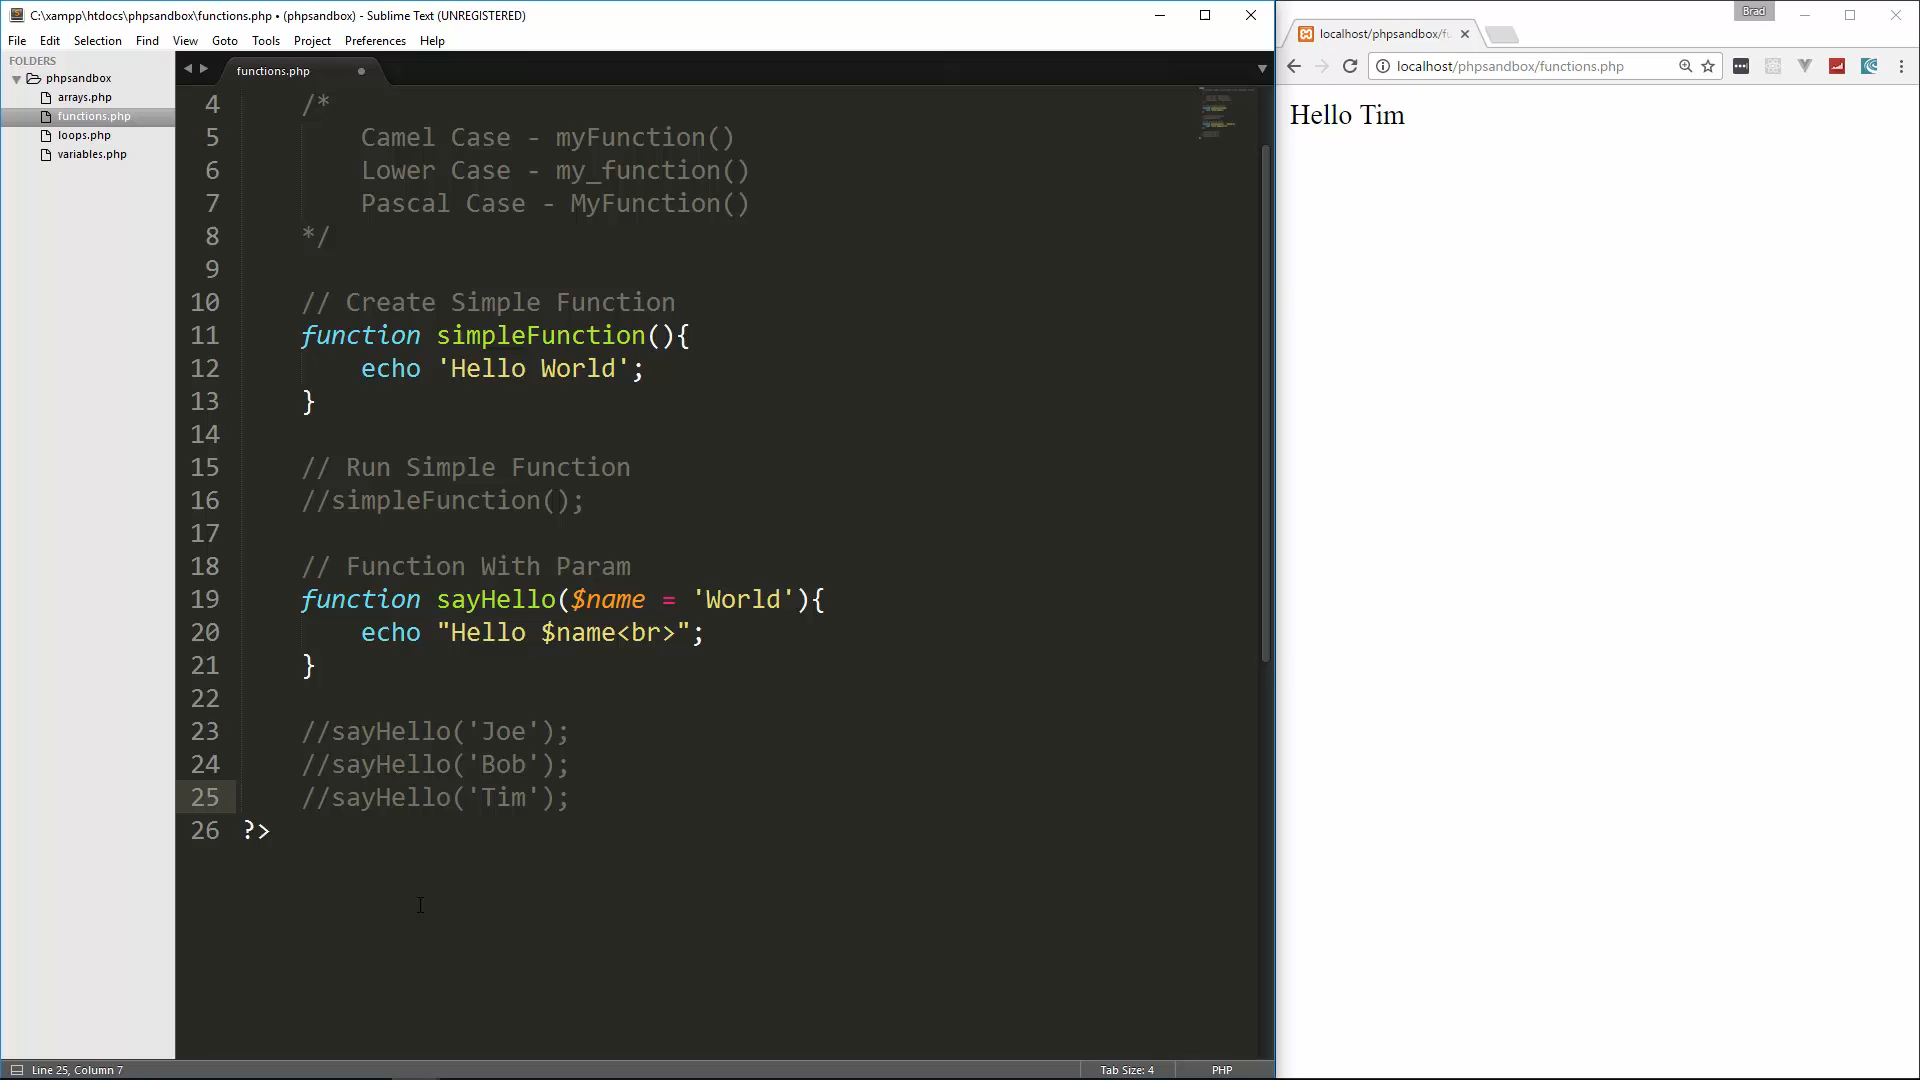 C:\xampp\htdocs\phpsandbox\functions.php • (phpsandbox) - Sublime Text (UNREGISTERED)
File Edit Selection Find View Goto Tools Project Preferences Help
FOLDERS
phpsandbox
arrays.php
functions.php
loops.php
variables.php
functions.php
4 /*
5 Camel Case - myFunction()
6 Lower Case - my_function()
7 Pascal Case - MyFunction()
8 */
9
10 // Create Simple Function
11 function simpleFunction(){
12 echo 'Hello World';
13 }
14
15 // Run Simple Function
16 //simpleFunction();
17
18 // Function With Param
19 function sayHello($name = 'World'){
20 echo "Hello $name<br>";
21 }
22
23 //sayHello('Joe');
24 //sayHello('Bob');
25 //sayHello('Tim');
26 ?>
Line 25, Column 7 Tab Size: 4 PHP
Brad
localhost/phpsandbox/fu
localhost/phpsandbox/functions.php
Hello Tim